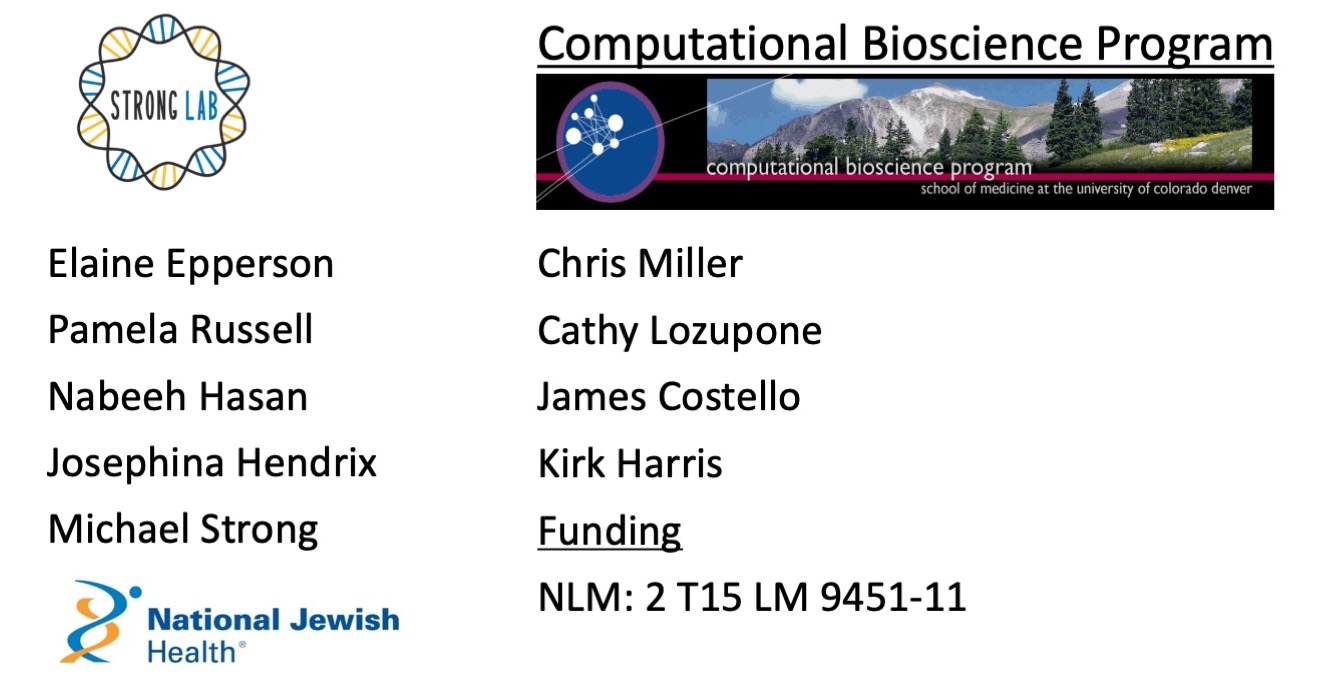 STRONG LAB
Elaine Epperson
Pamela Russell
Nabeeh Hasan
Josephina Hendrix
Michael Strong
National Jewish
Health®
Computational Bioscience Program
computational bioscience program
school of medicine at the university of colorado denver
Chris Miller
Cathy Lozupone
James Costello
Kirk Harris
Funding
NLM: 2 T15 LM 9451-11